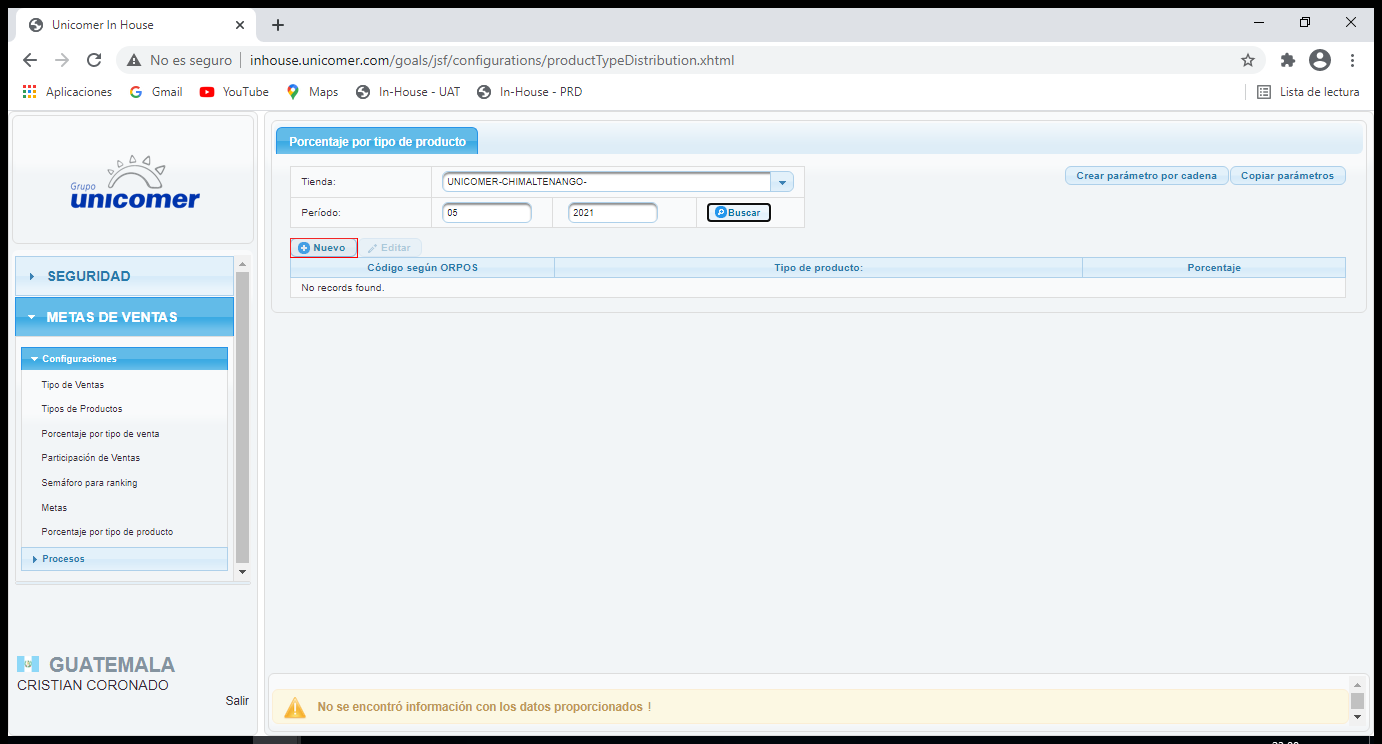 Unicomer In House
No es seguro | inhouse.unicomer.com/goals/jsf/configurations/productTypeDistribution.xhtml
Aplicaciones Gmail YouTube Maps In-House - UAT In-House - PRD Lista de lectura
Grupo
unicomer
SEGURIDAD
METAS DE VENTAS
Configuraciones
Tipo de Ventas
Tipos de Productos
Porcentaje por tipo de venta
Participación de Ventas
Semáforo para ranking
Metas
Porcentaje por tipo de producto
Procesos
GUATEMALA
CRISTIAN CORONADO
Salir
Porcentaje por tipo de producto
Tienda: UNICOMER-CHIMALTENANGO- Crear parámetro por cadena Copiar parámetros
Período: 05 2021 Buscar
Nuevo Editar
Código según ORPOS Tipo de producto: Porcentaje
No records found.
No se encontró información con los datos proporcionados !